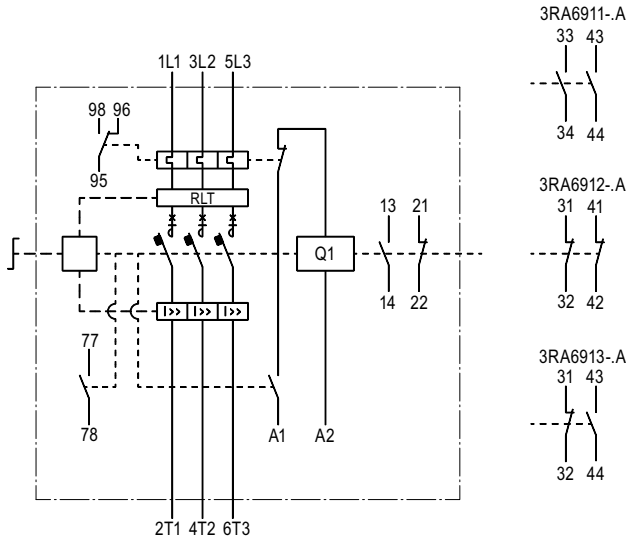 3RA6911-.A
33 43
34 44
1L1 3L2 5L3
98 96
95
RLT
3RA6912-.A
31 41
32 42
13 21
Q1
14 22
I>> I>> I>>
77
78
A1 A2
3RA6913-.A
31 43
32 44
2T1 4T2 6T3